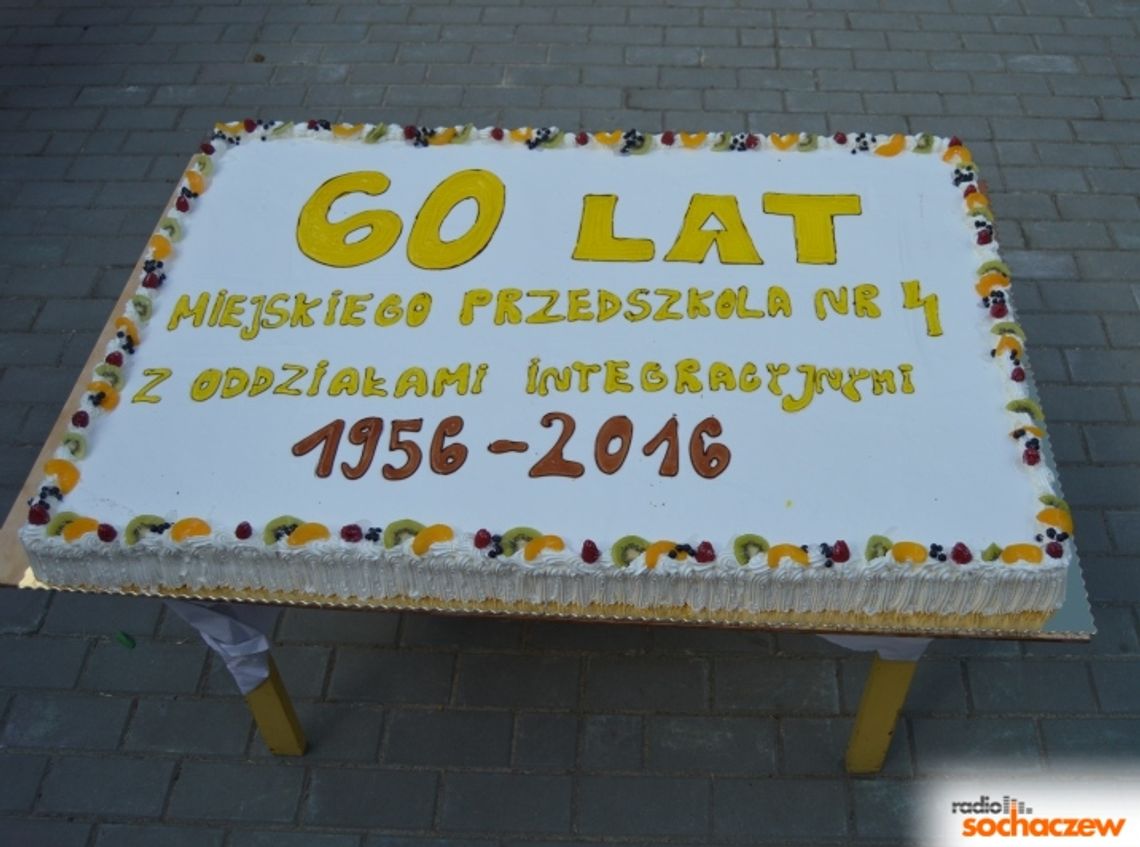 60 LAT
MIEJSKIEGO PRZEDSZKOLA NR 4
Z ODDZIAŁAMI INTEGRACYJNYMI
1956-2016
radio
sochaczew